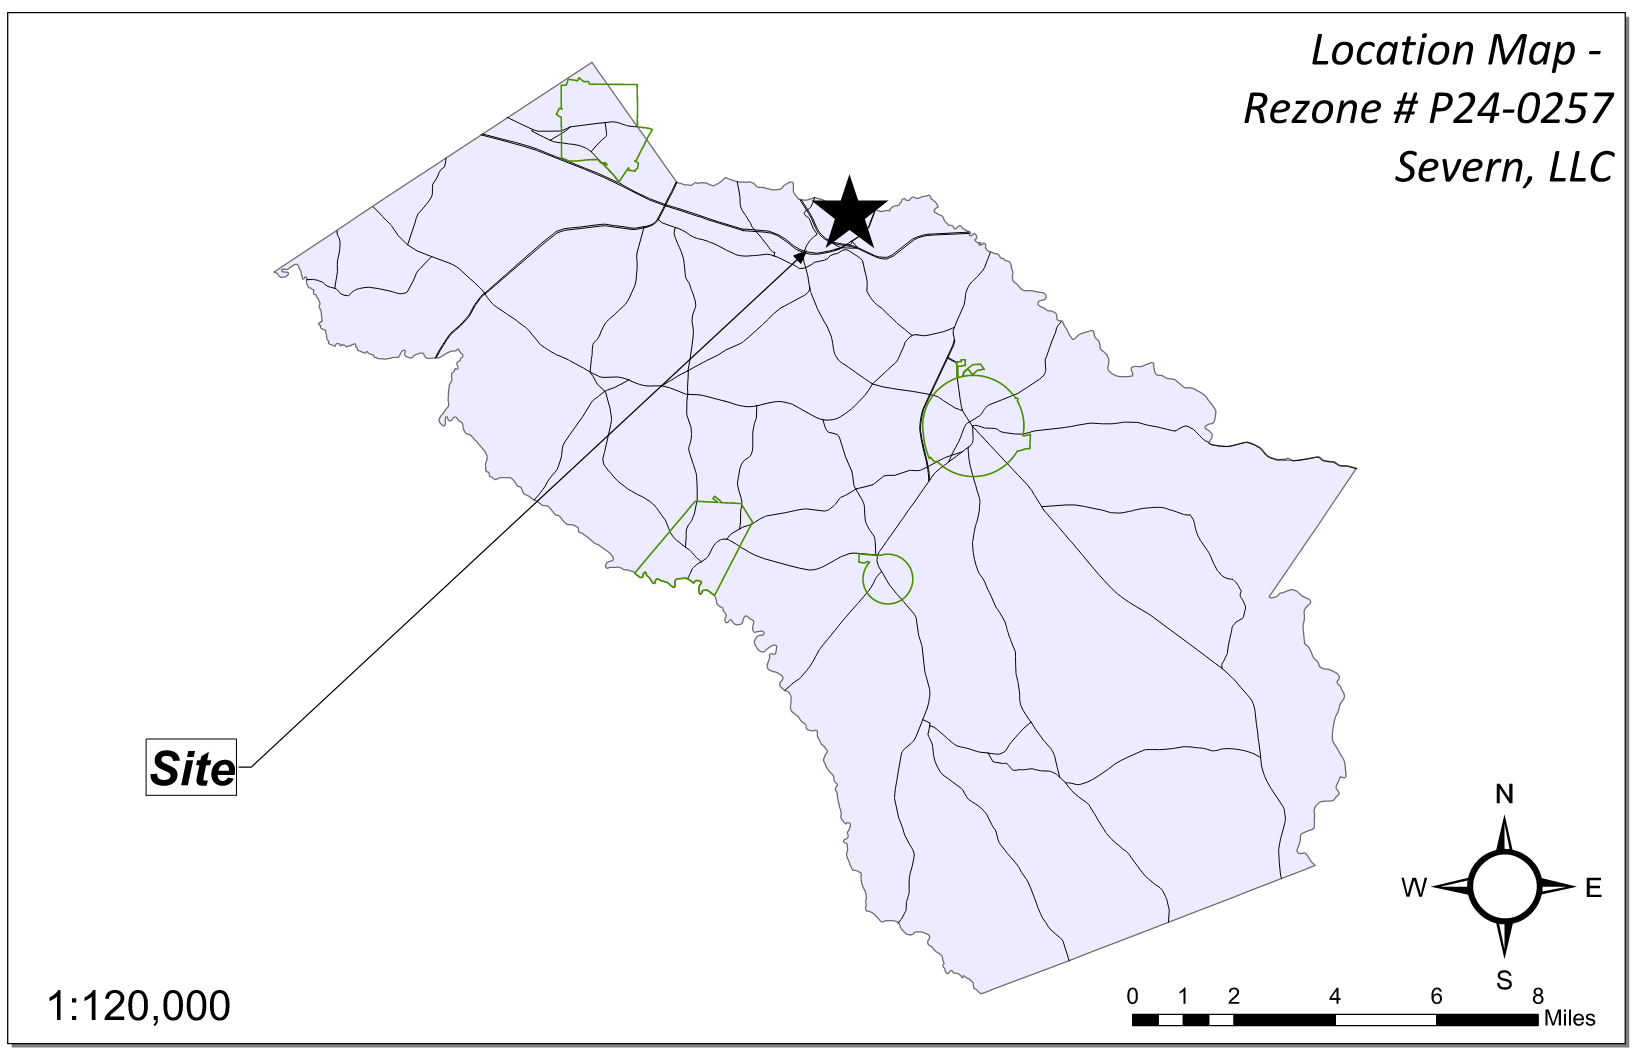 Location Map -
Rezone # P24-0257
Severn, LLC
Site
N
W E
S
1:120,000
0 1 2 4 6 8
Miles